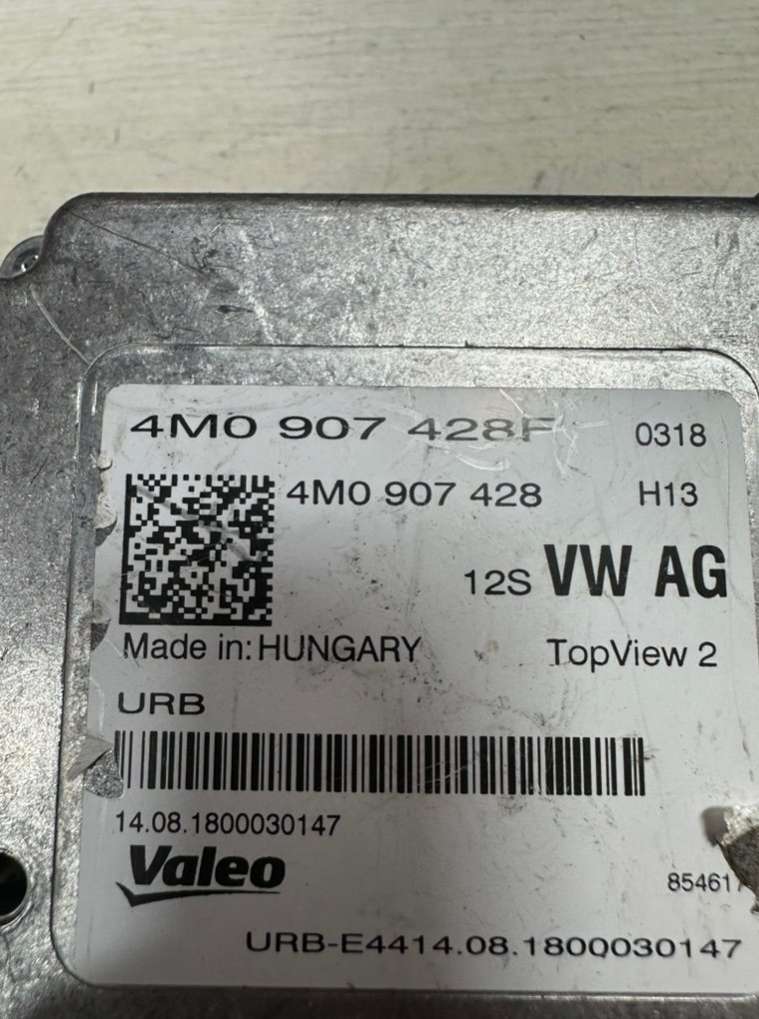 4M0 907 428F 0318
4M0 907 428 H13
12S VW AG
Made in: HUNGARY TopView 2
URB
14.08.1800030147
Valeo
854617
URB-E4414.08.1800030147